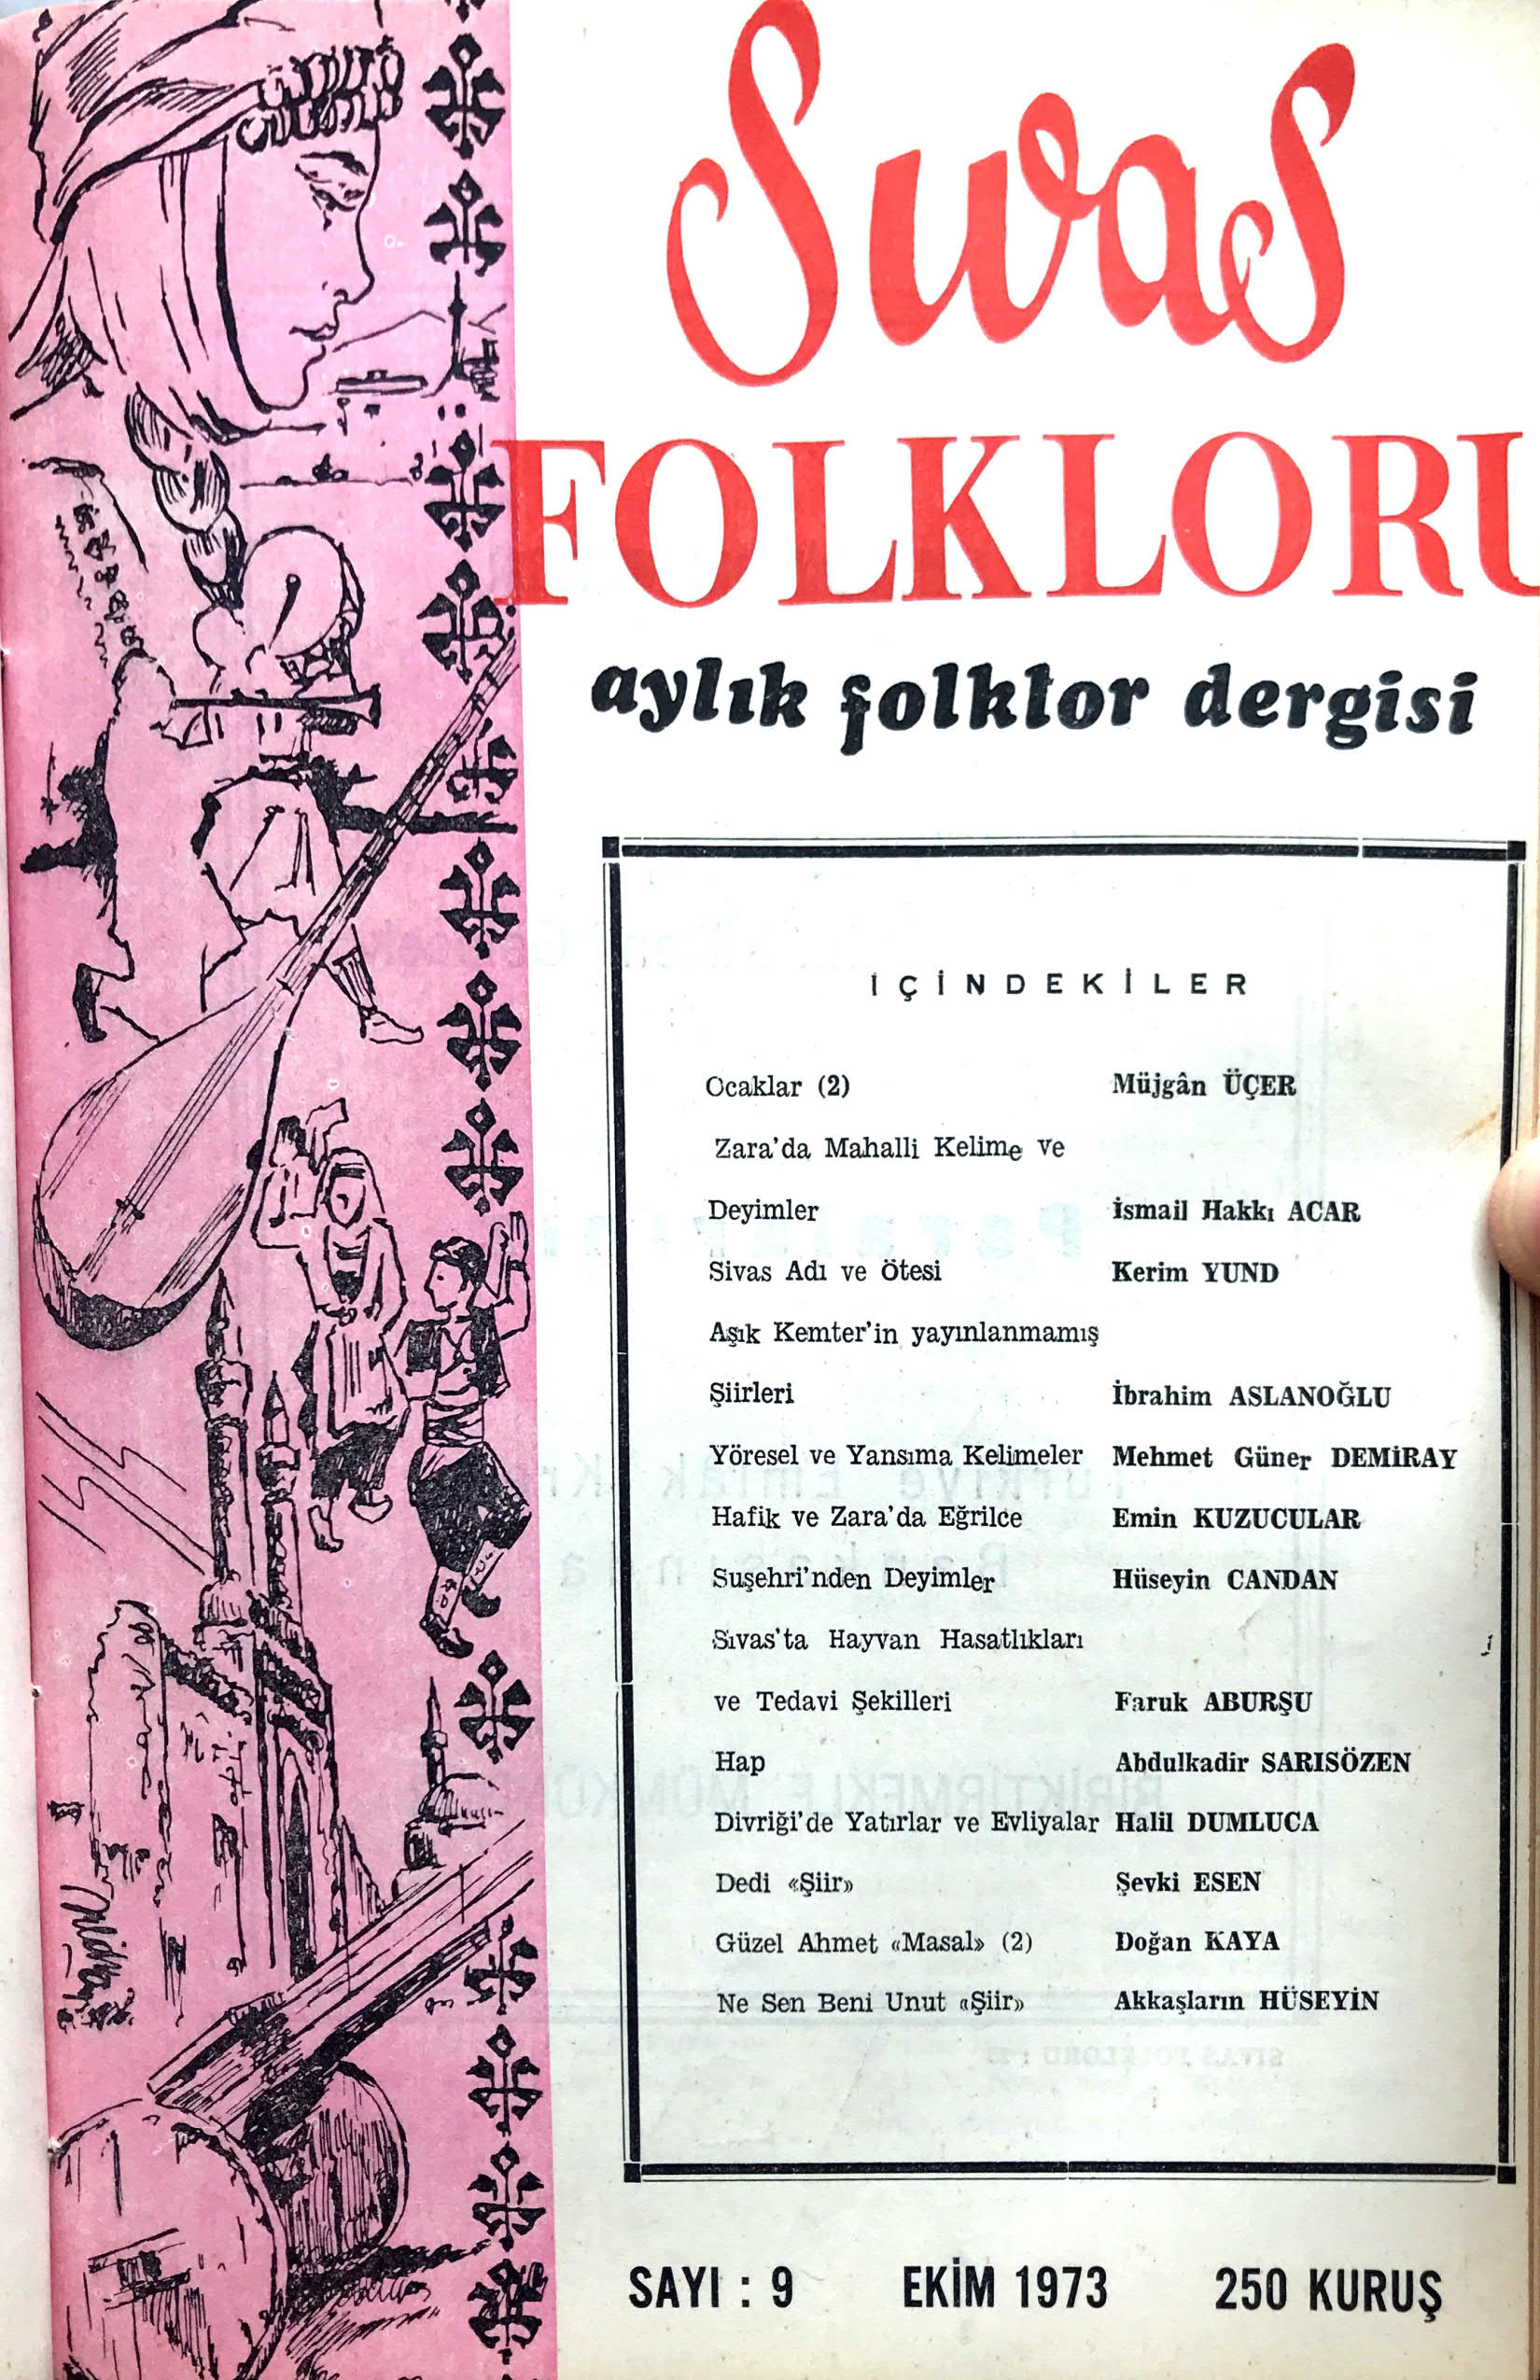 Sıvas
FOLKLORU
aylık folklor dergisi
İÇİNDEKİLER
Ocaklar (2) Müjgân ÜÇER
Zara'da Mahalli Kelime ve
Deyimler İsmail Hakkı ACAR
Sivas Adı ve Ötesi Kerim YUND
Aşık Kemter'in yayınlanmamış
Şiirleri İbrahim ASLANOĞLU
Yöresel ve Yansıma Kelimeler Mehmet Güner DEMİRAY
Hafik ve Zara'da Eğrilce Emin KUZUCULAR
Suşehri'nden Deyimler Hüseyin CANDAN
Sıvas'ta Hayvan Hasatlıkları
ve Tedavi Şekilleri Faruk ABURŞU
Hap Abdulkadir SARISÖZEN
Divriği'de Yatırlar ve Evliyalar Halil DUMLUCA
Dedi «Şiir» Şevki ESEN
Güzel Ahmet «Masal» (2) Doğan KAYA
Ne Sen Beni Unut «Şiir» Akkaşların HÜSEYİN
SAYI : 9 EKİM 1973 250 KURUŞ